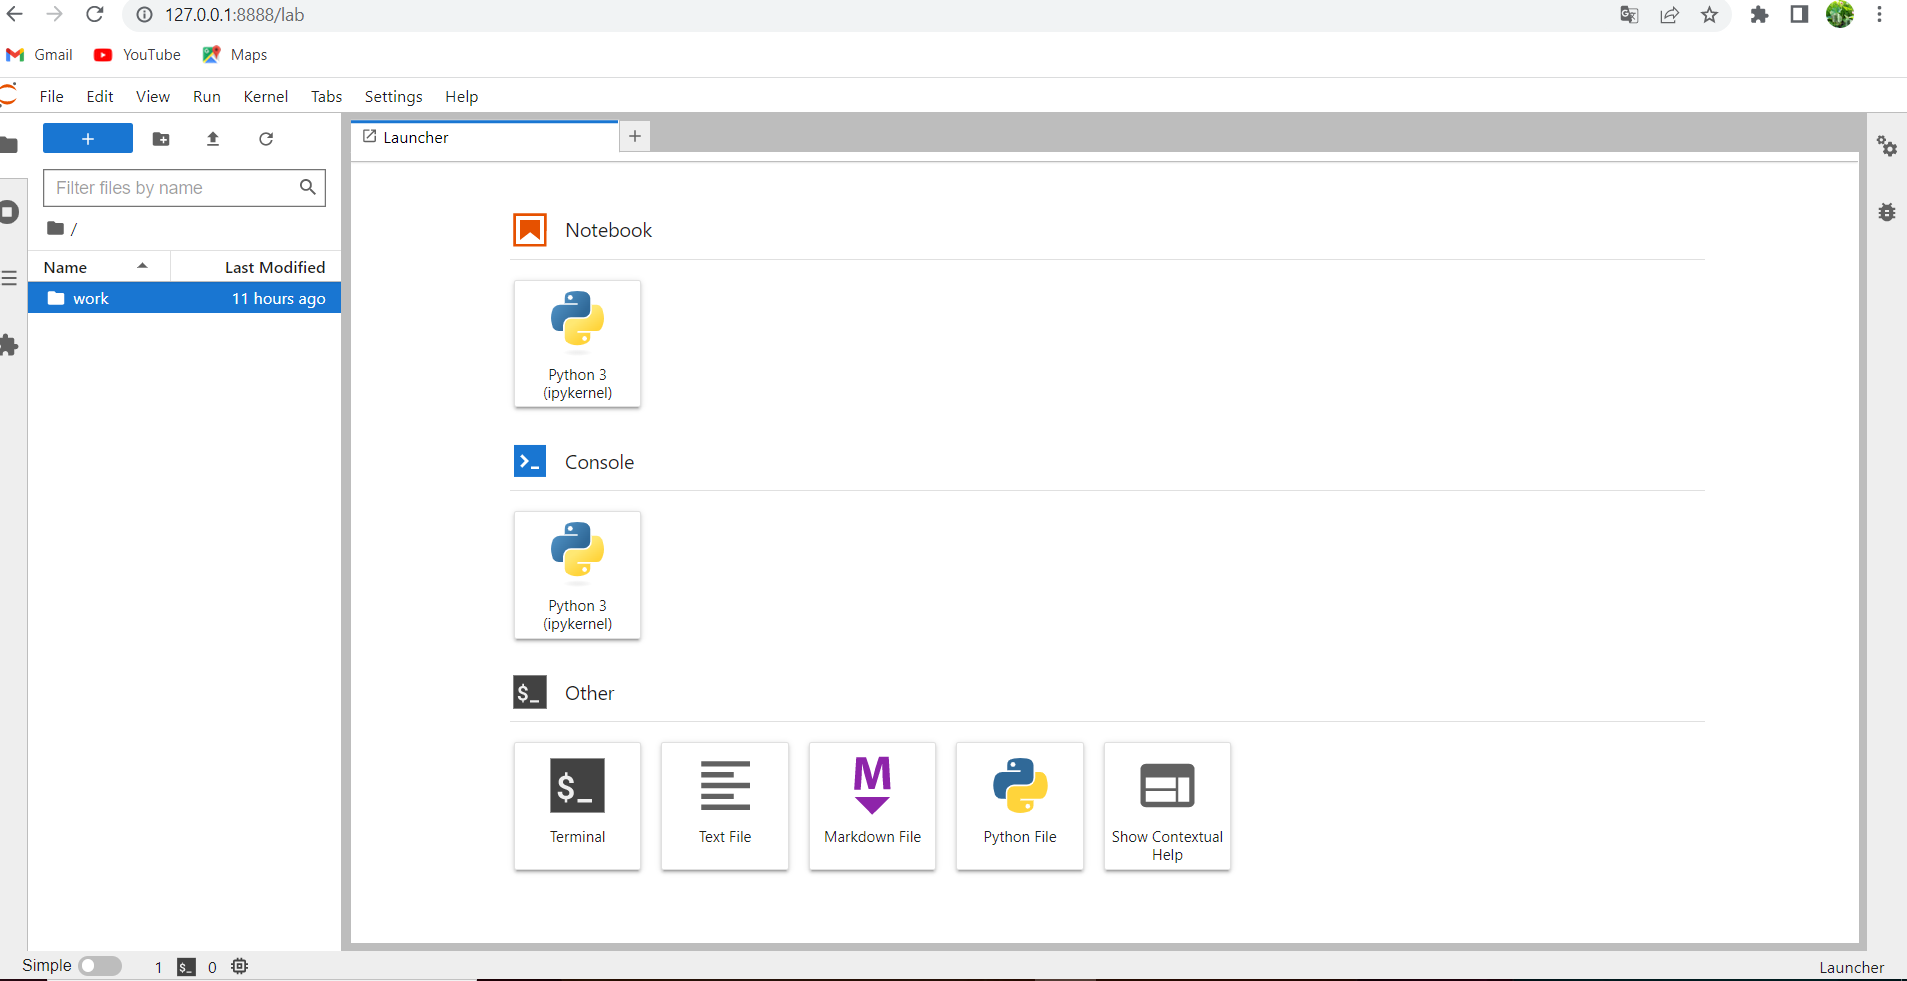 127.0.0.1:8888/lab
Gmail YouTube Maps
File Edit View Run Kernel Tabs Settings Help
+
Launcher +
Filter files by name
/
Name Last Modified
work 11 hours ago
Notebook
Python 3
(ipykernel)
>_ Console
Python 3
(ipykernel)
$_ Other
$_
Terminal
Text File
M
Markdown File
Python File
Show Contextual
Help
Simple 1 $_ 0 Launcher